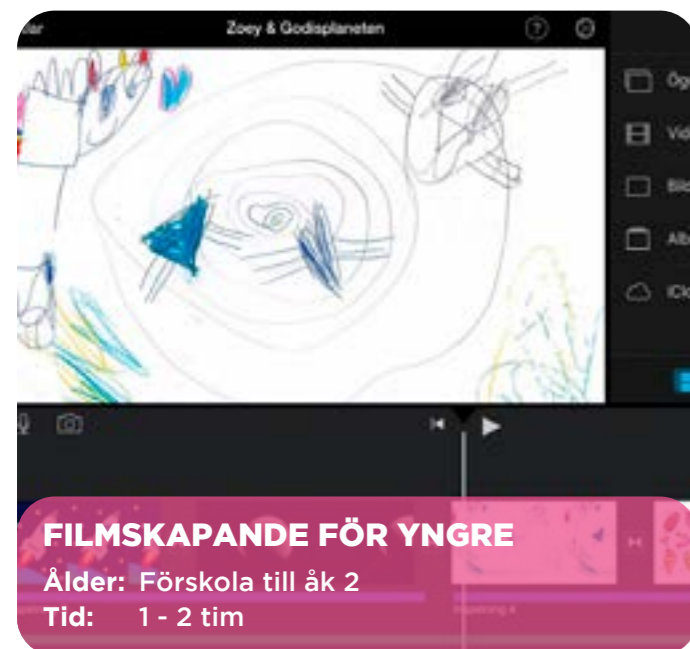 Zoey & Godisplaneten
?
FILMSKAPANDE FÖR YNGRE
Ålder: Förskola till åk 2
Tid: 1 - 2 tim